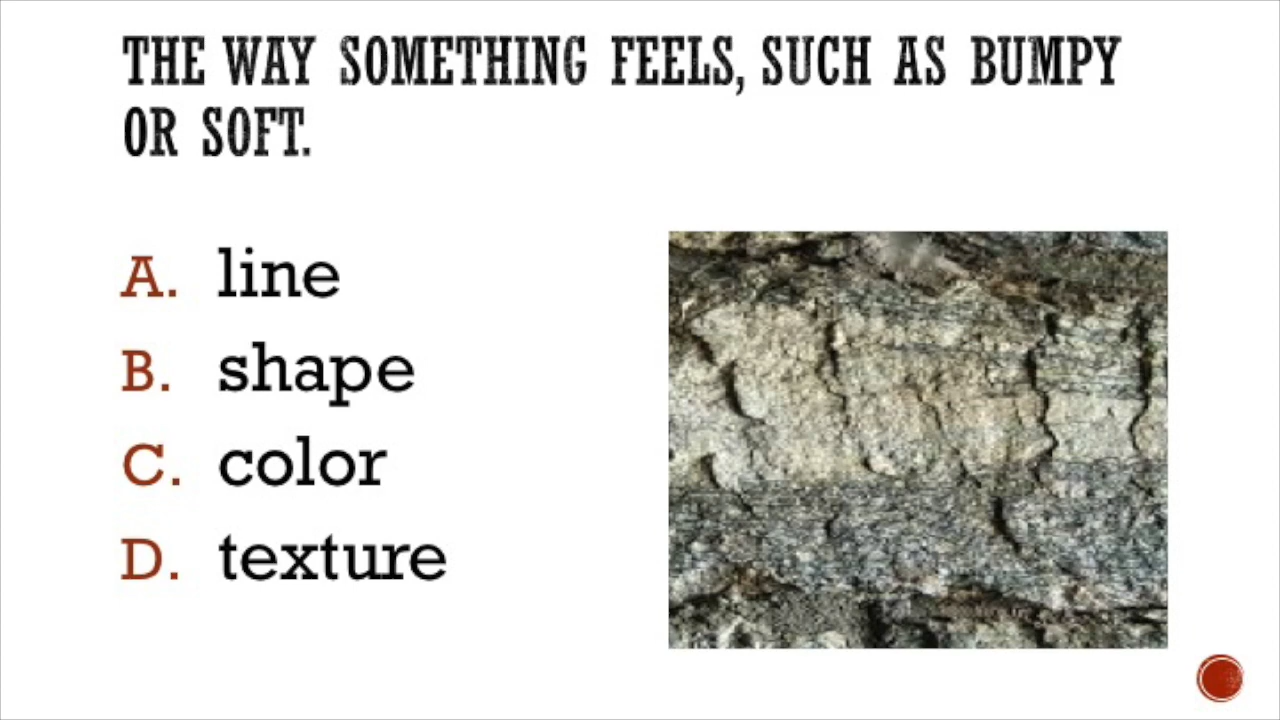 THE WAY SOMETHING FEELS, SUCH AS BUMPY
OR SOFT.
A. line
B. shape
C. color
D. texture